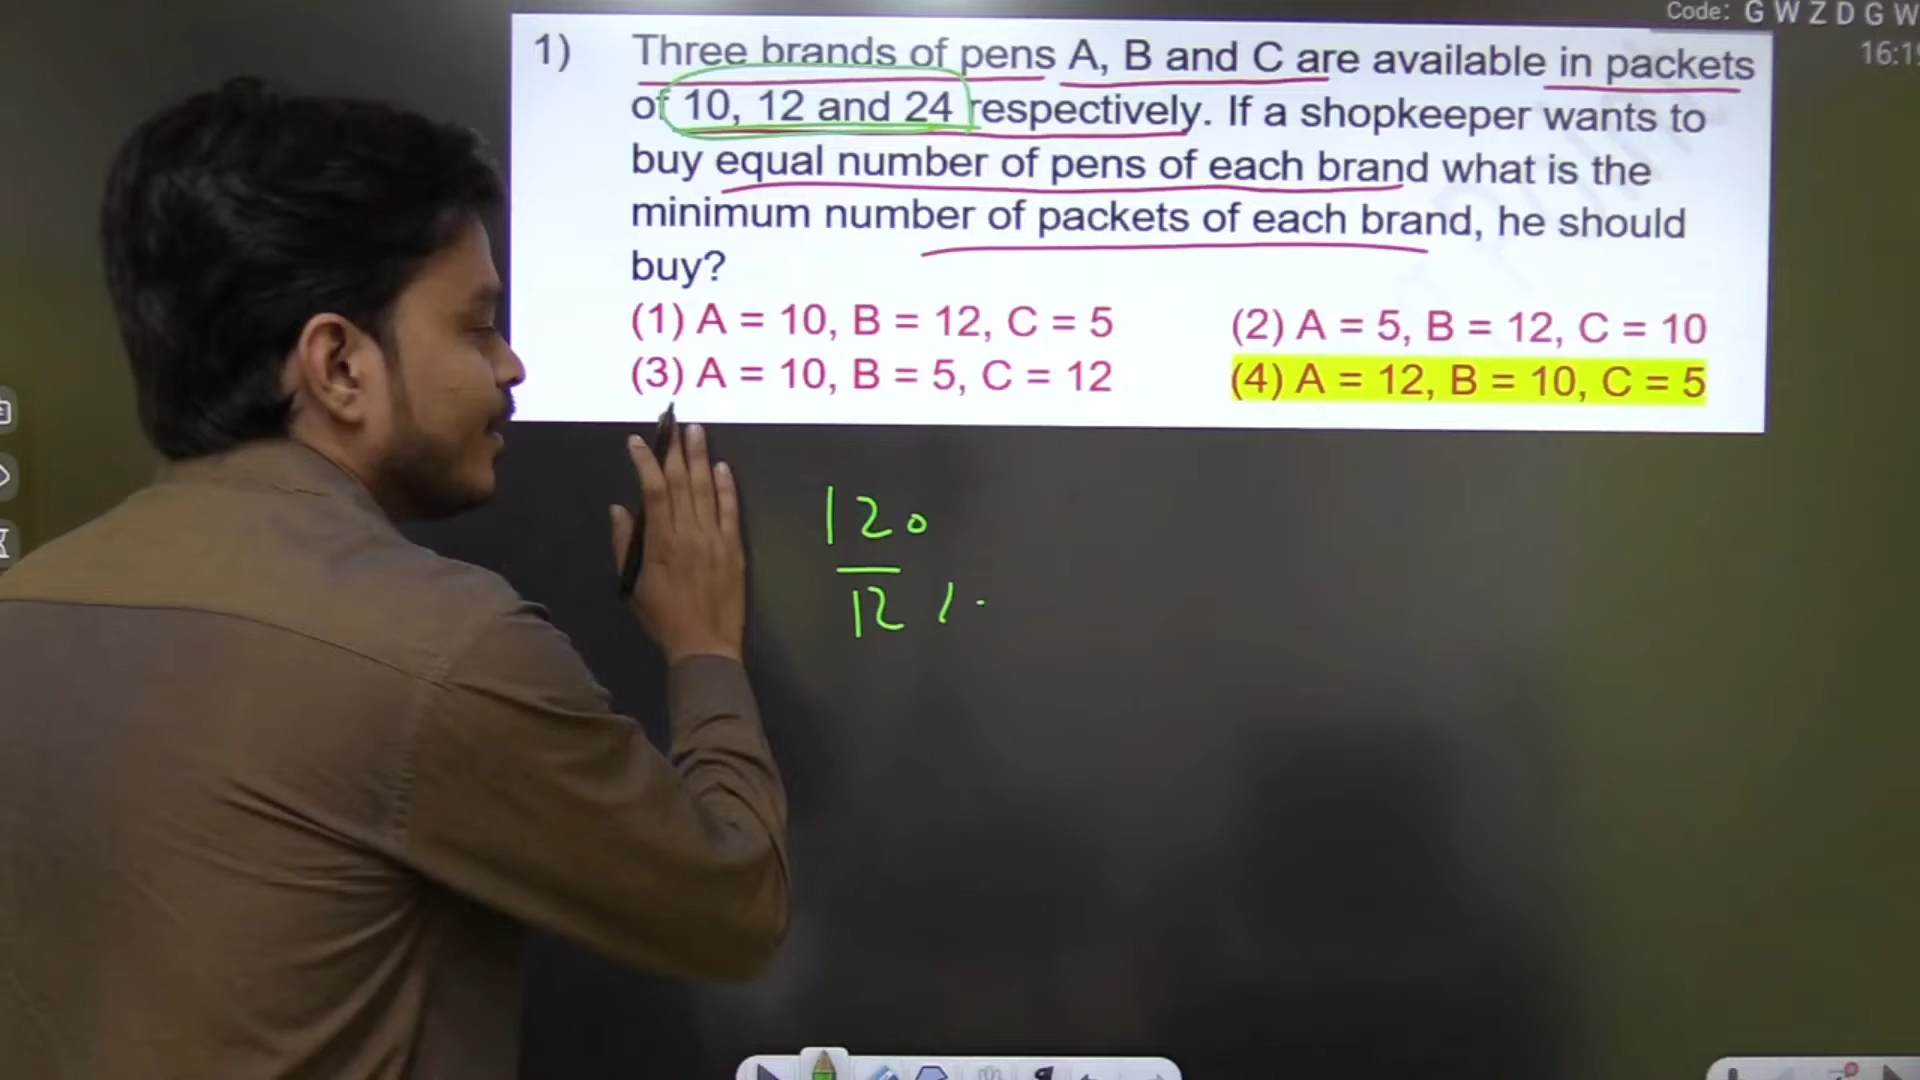 Code: G W Z D G W
16:1
1) Three brands of pens A, B and C are available in packets
of 10, 12 and 24 respectively. If a shopkeeper wants to
buy equal number of pens of each brand what is the
minimum number of packets of each brand, he should
buy?
(1) A = 10, B = 12, C = 5 (2) A = 5, B = 12, C = 10
(3) A = 10, B = 5, C = 12 (4) A = 12, B = 10, C = 5
120
12